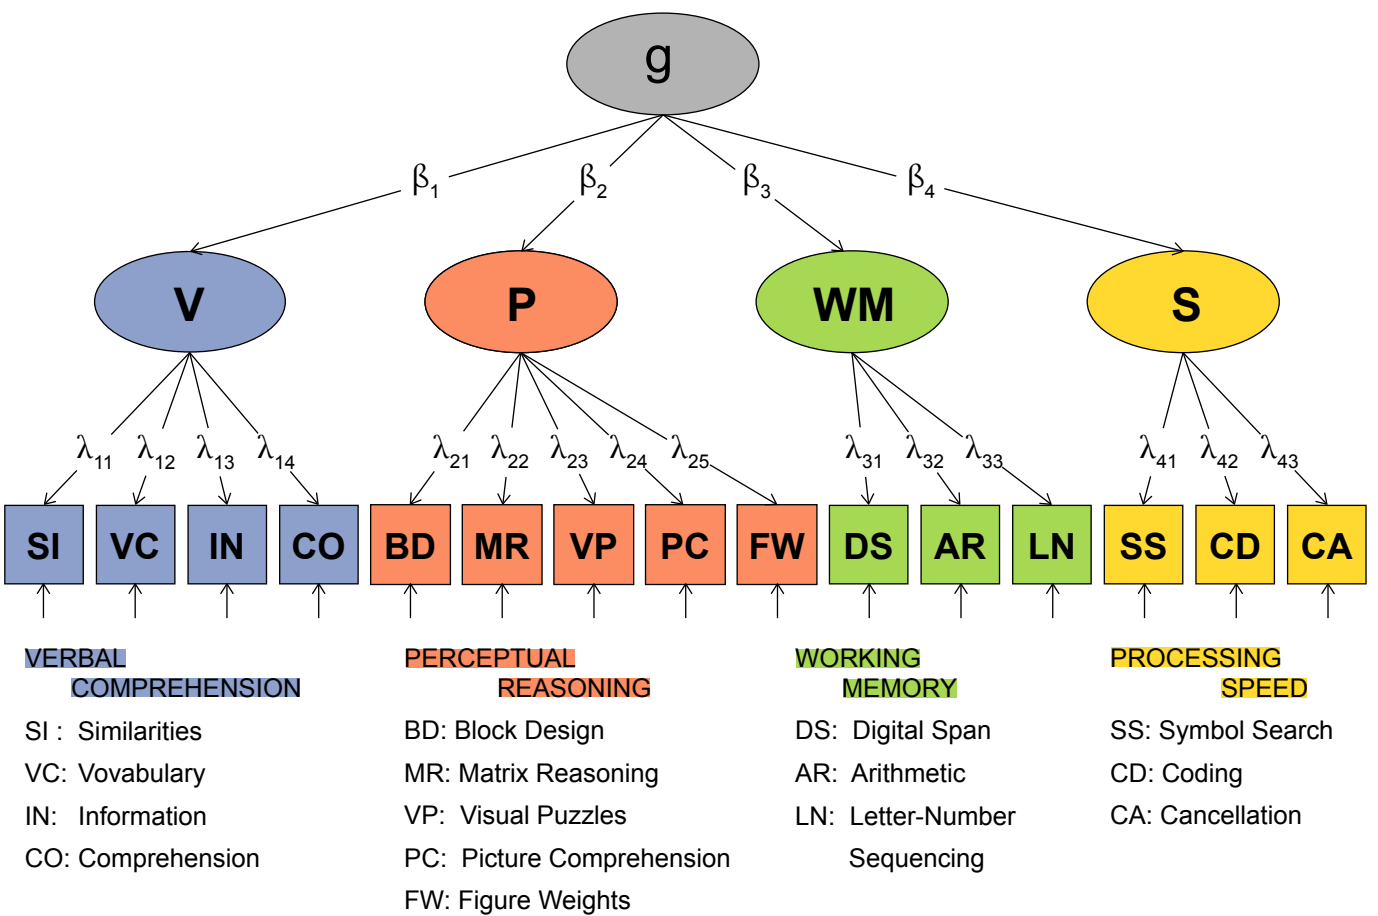 g
β1 β2 β3 β4
V P WM S
λ11 λ12 λ13 λ14 λ21 λ22 λ23 λ24 λ25 λ31 λ32 λ33 λ41 λ42 λ43
SI VC IN CO BD MR VP PC FW DS AR LN SS CD CA
VERBAL
COMPREHENSION
SI : Similarities
VC: Vovabulary
IN: Information
CO: Comprehension
PERCEPTUAL
REASONING
BD: Block Design
MR: Matrix Reasoning
VP: Visual Puzzles
PC: Picture Comprehension
FW: Figure Weights
WORKING
MEMORY
DS: Digital Span
AR: Arithmetic
LN: Letter-Number
Sequencing
PROCESSING
SPEED
SS: Symbol Search
CD: Coding
CA: Cancellation